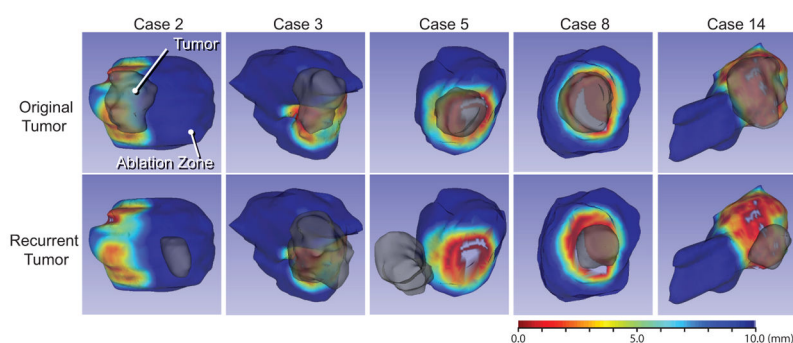 Case 2 Case 3 Case 5 Case 8 Case 14
Tumor
Original
Tumor
Ablation Zone
Recurrent
Tumor
0.0 5.0 10.0 (mm)